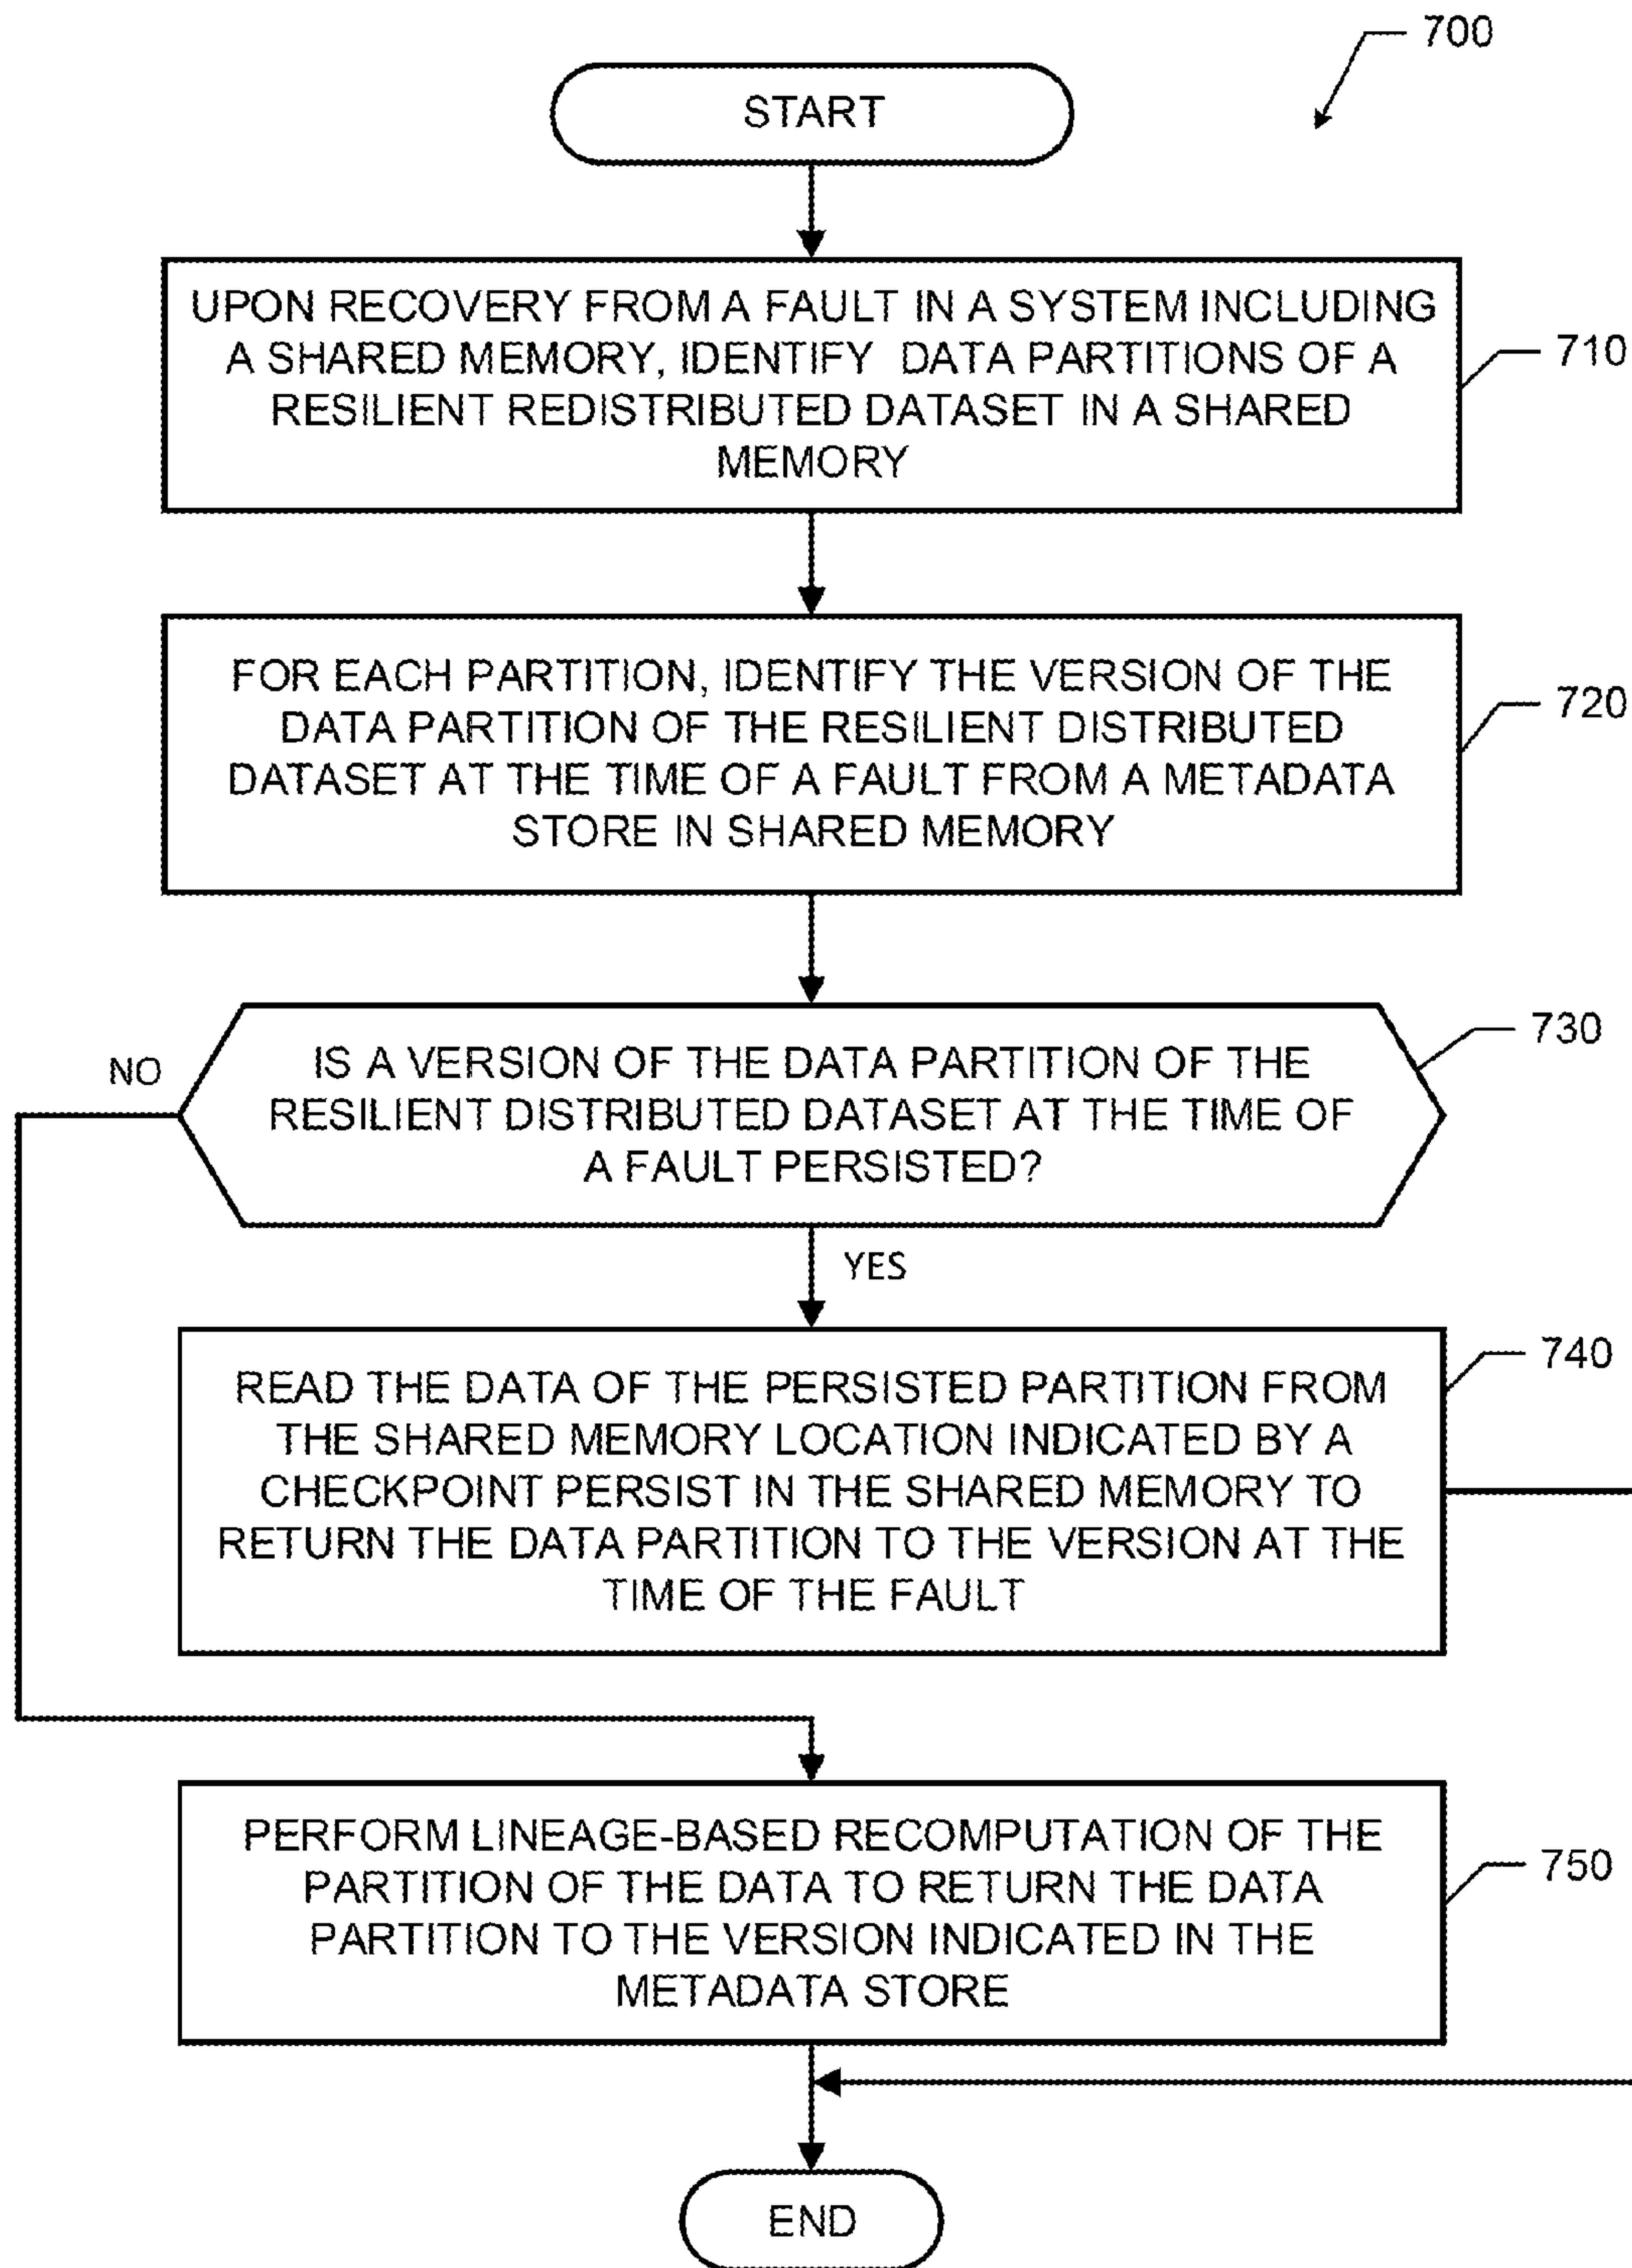 700
START
UPON RECOVERY FROM A FAULT IN A SYSTEM INCLUDING
A SHARED MEMORY, IDENTIFY DATA PARTITIONS OF A
RESILIENT REDISTRIBUTED DATASET IN A SHARED
MEMORY
710
FOR EACH PARTITION, IDENTIFY THE VERSION OF THE
DATA PARTITION OF THE RESILIENT DISTRIBUTED
DATASET AT THE TIME OF A FAULT FROM A METADATA
STORE IN SHARED MEMORY
720
IS A VERSION OF THE DATA PARTITION OF THE
RESILIENT DISTRIBUTED DATASET AT THE TIME OF
A FAULT PERSISTED?
730
NO
YES
READ THE DATA OF THE PERSISTED PARTITION FROM
THE SHARED MEMORY LOCATION INDICATED BY A
CHECKPOINT PERSIST IN THE SHARED MEMORY TO
RETURN THE DATA PARTITION TO THE VERSION AT THE
TIME OF THE FAULT
740
PERFORM LINEAGE-BASED RECOMPUTATION OF THE
PARTITION OF THE DATA TO RETURN THE DATA
PARTITION TO THE VERSION INDICATED IN THE
METADATA STORE
750
END